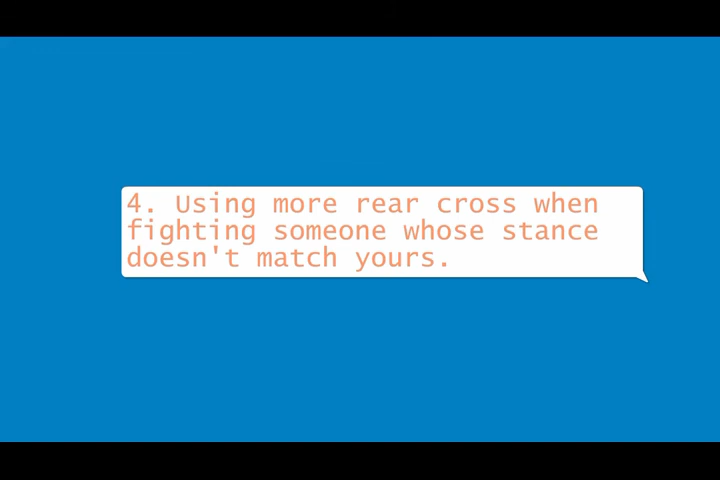 4. Using more rear cross when
fighting someone whose stance
doesn't match yours.